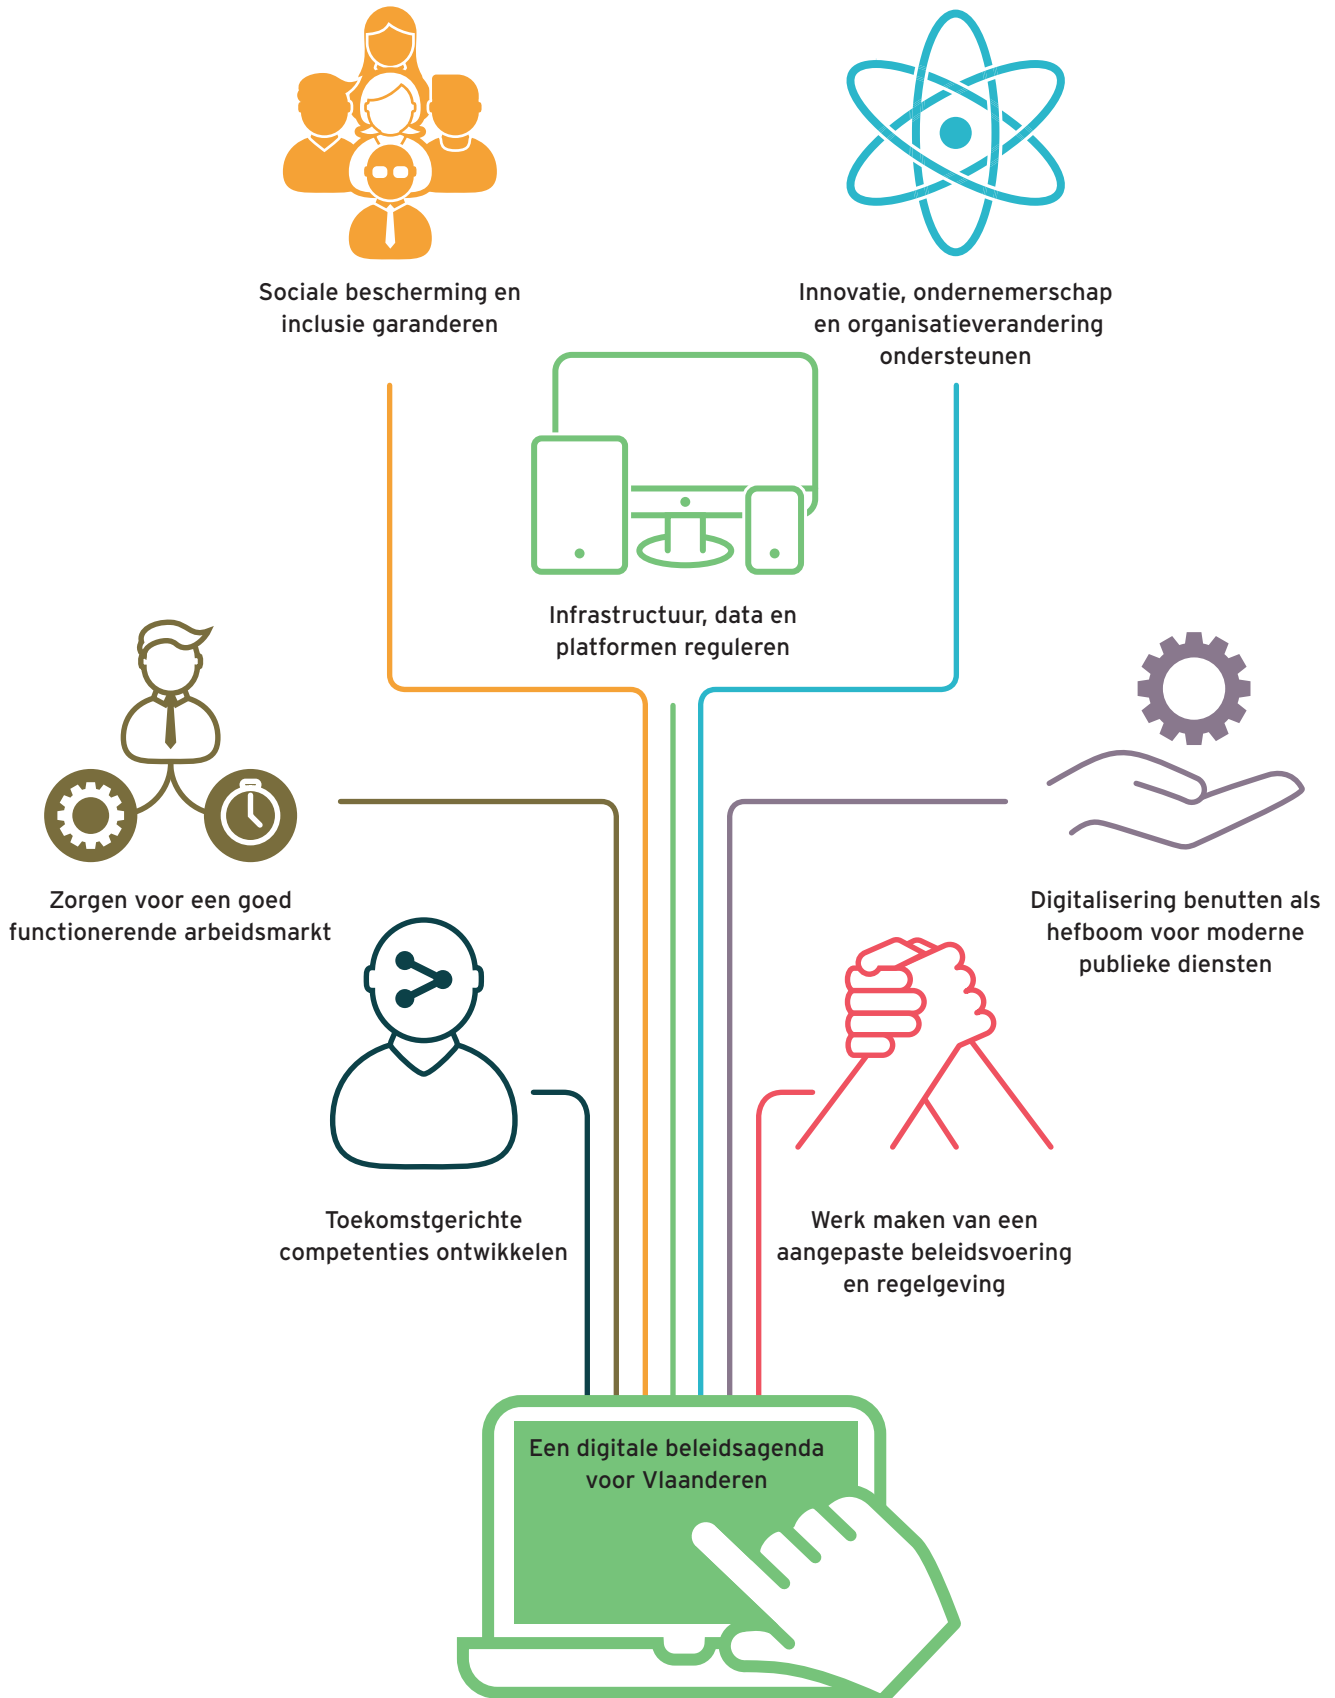 Sociale bescherming en
inclusie garanderen
Innovatie, ondernemerschap
en organisatieverandering
ondersteunen
Infrastructuur, data en
platformen reguleren
Zorgen voor een goed
functionerende arbeidsmarkt
Digitalisering benutten als
hefboom voor moderne
publieke diensten
Toekomstgerichte
competenties ontwikkelen
Werk maken van een
aangepaste beleidsvoering
en regelgeving
Een digitale beleidsagenda
voor Vlaanderen